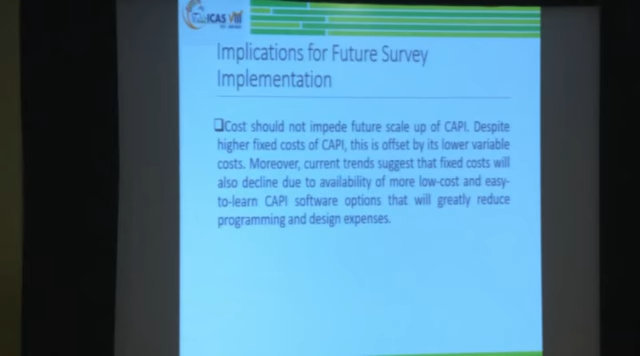 ICAS VIII
Implications for Future Survey
Implementation
❑Cost should not impede future scale up of CAPI. Despite
higher fixed costs of CAPI, this is offset by its lower variable
costs. Moreover, current trends suggest that fixed costs will
also decline due to availability of more low-cost and easy-
to-learn CAPI software options that will greatly reduce
programming and design expenses.